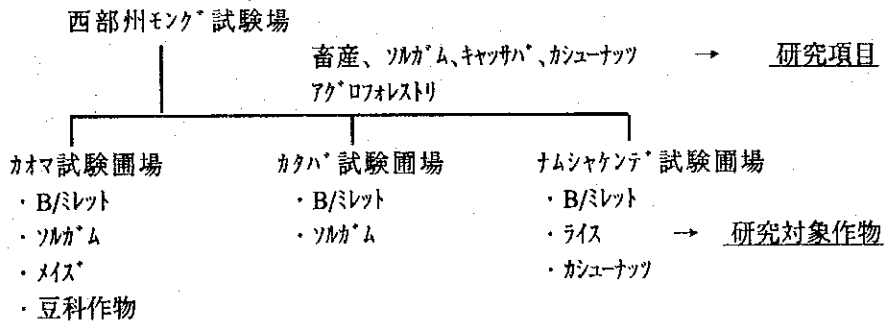 西部州ﾓﾝｸﾞ試験場
畜産、ｿﾙｶﾞﾑ､ｷｬｯｻﾊﾞ､ｶｼｭｰﾅｯﾂ → 研究項目
ｱｸﾞﾛﾌｫﾚｽﾄﾘ
ｶｵﾏ試験圃場 ｶﾀﾊﾞ試験圃場 ﾅﾑｼｬｹﾝﾃﾞ試験圃場
・B/ﾐﾚｯﾄ ・B/ﾐﾚｯﾄ ・B/ﾐﾚｯﾄ
・ｿﾙｶﾞﾑ ・ｿﾙｶﾞﾑ ・ﾗｲｽ → 研究対象作物
・ﾒｲｽﾞ ・ｶｼｭｰﾅｯﾂ
・豆科作物